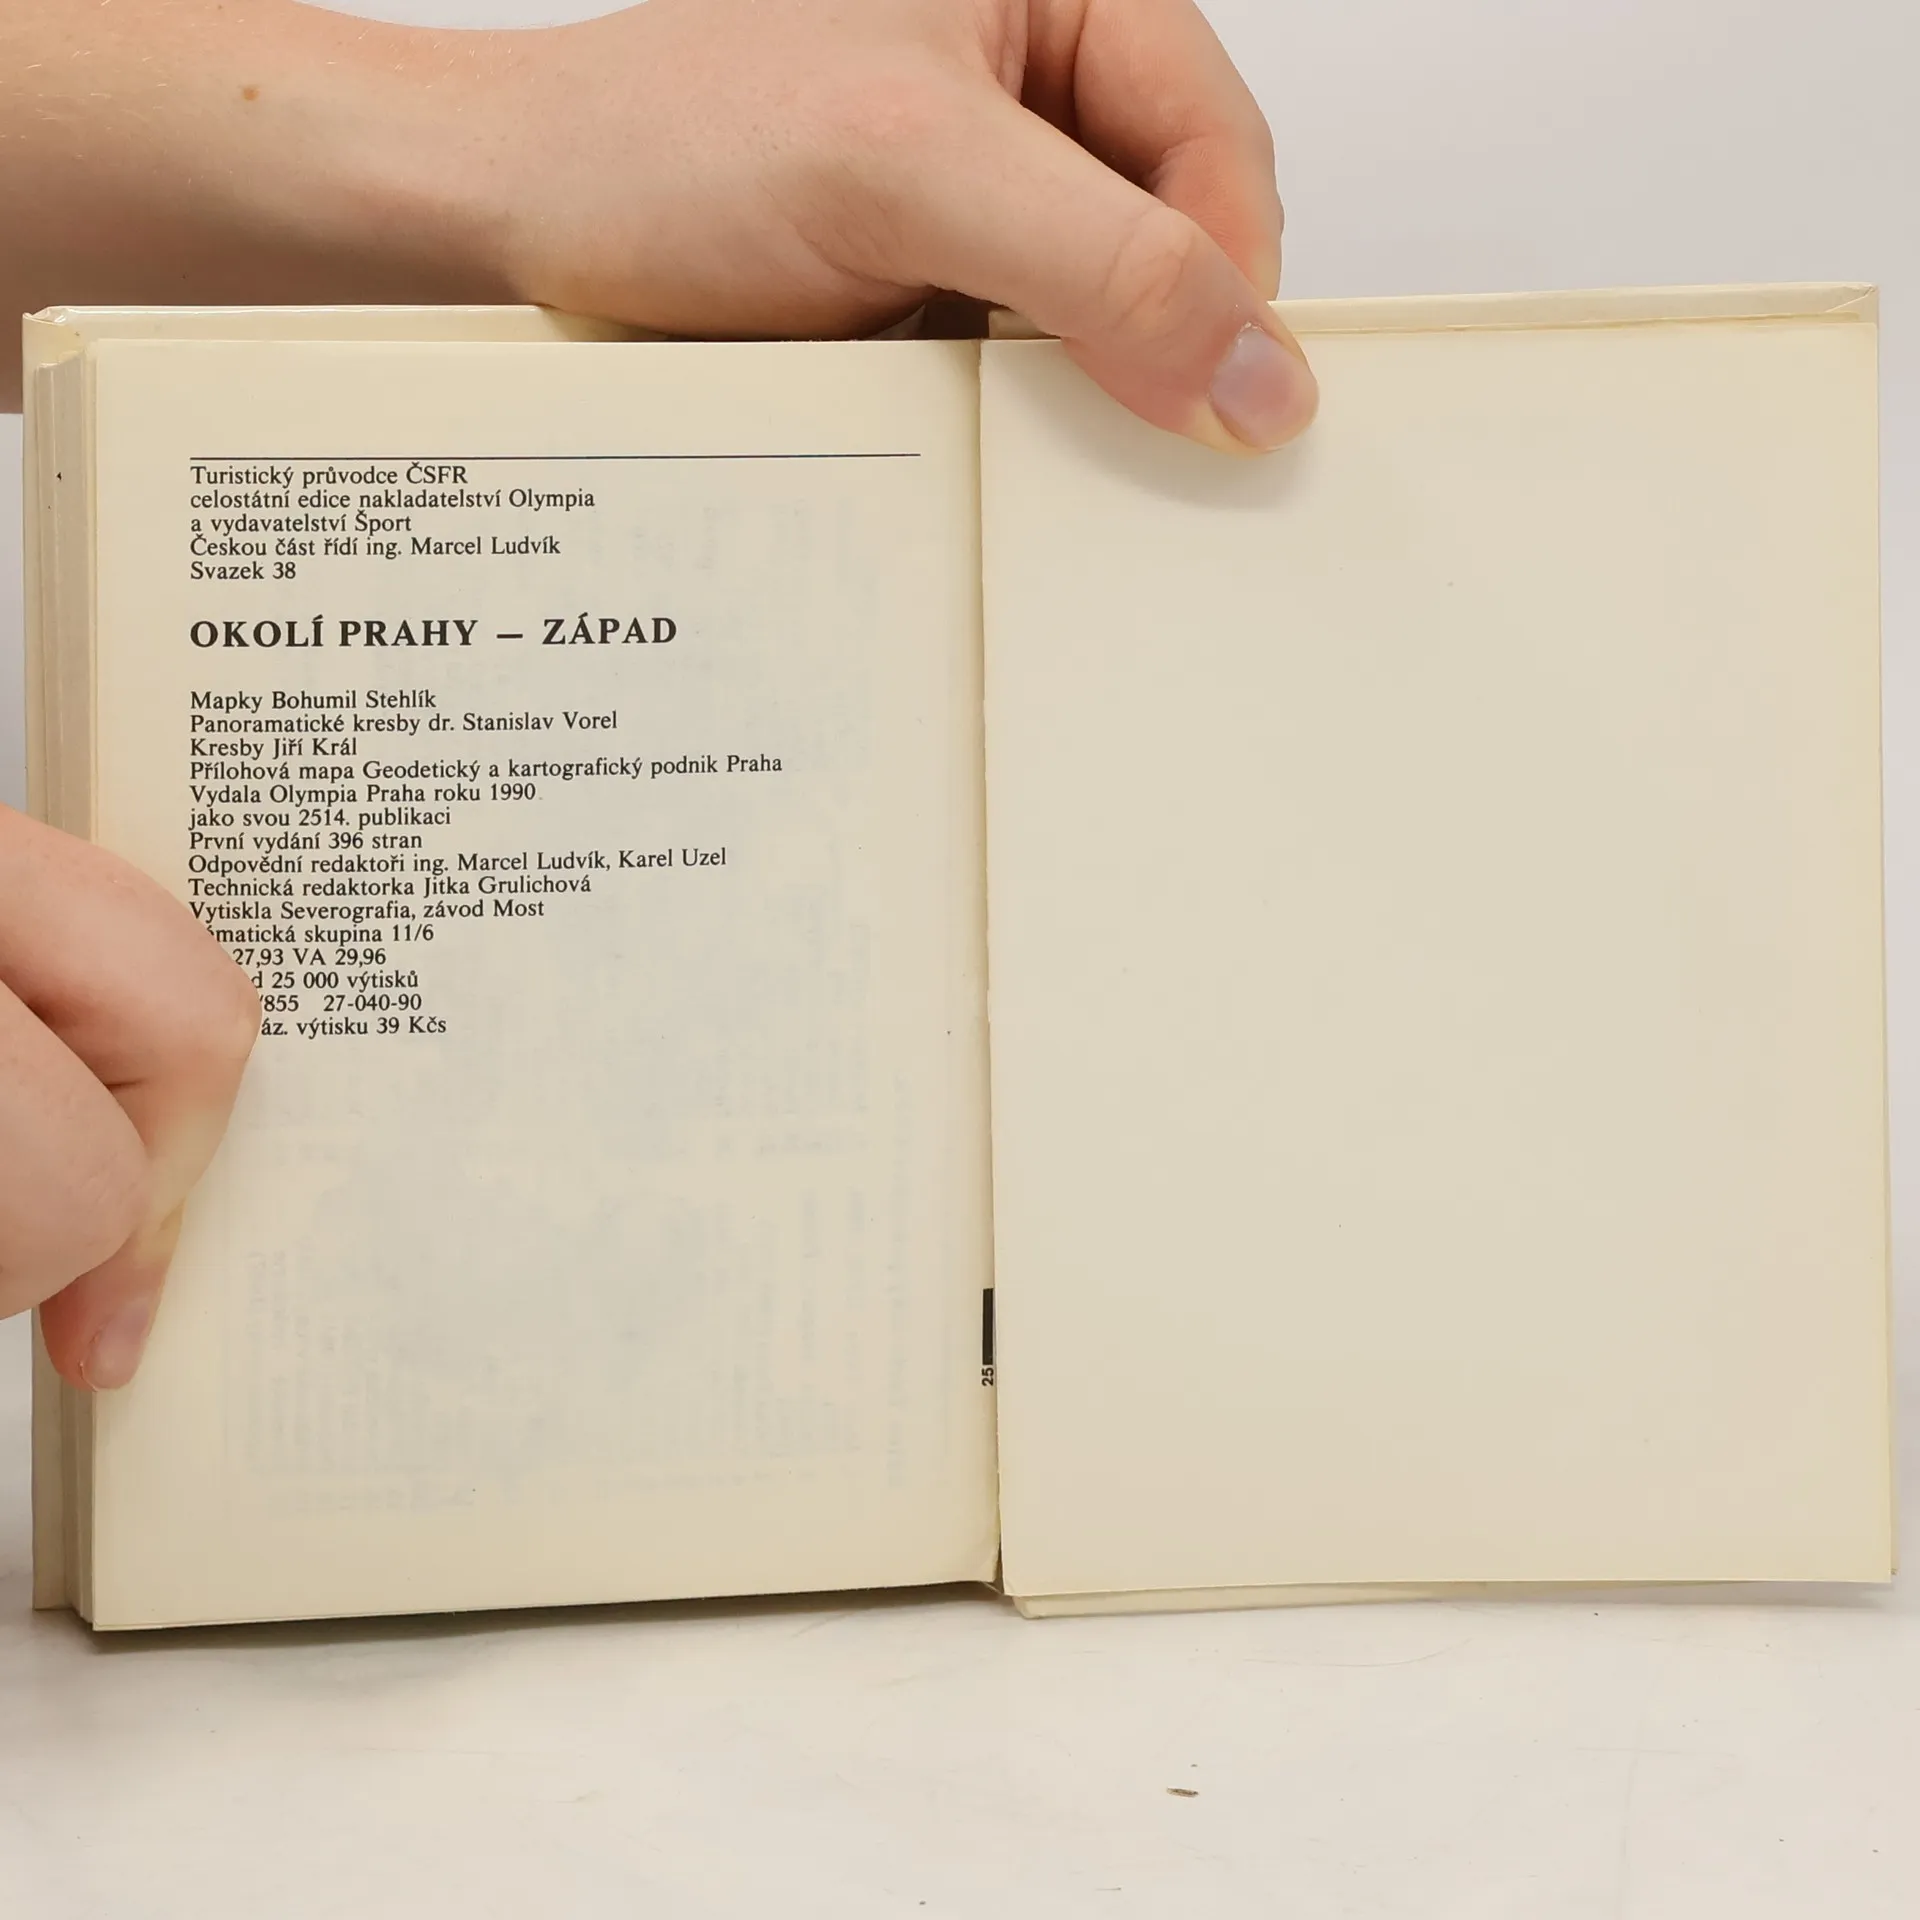 Turistický průvodce ČSFR
celostátní edice nakladatelství Olympia
a vydavatelství Šport
Českou část řídí ing. Marcel Ludvík
Svazek 38
OKOLÍ PRAHY — ZÁPAD
Mapky Bohumil Stehlík
Panoramatické kresby dr. Stanislav Vorel
Kresby Jiří Král
Přílohová mapa Geodetický a kartografický podnik Praha
Vydala Olympia Praha roku 1990
jako svou 2514. publikaci
První vydání 396 stran
Odpovědní redaktoři ing. Marcel Ludvík, Karel Uzel
Technická redaktorka Jitka Grulichová
Vytiskla Severografia, závod Most
skupina 11/6
27,93 VA 29,96
25 000 výtisků
/855 27-040-90
výtisku 39 Kčs
25